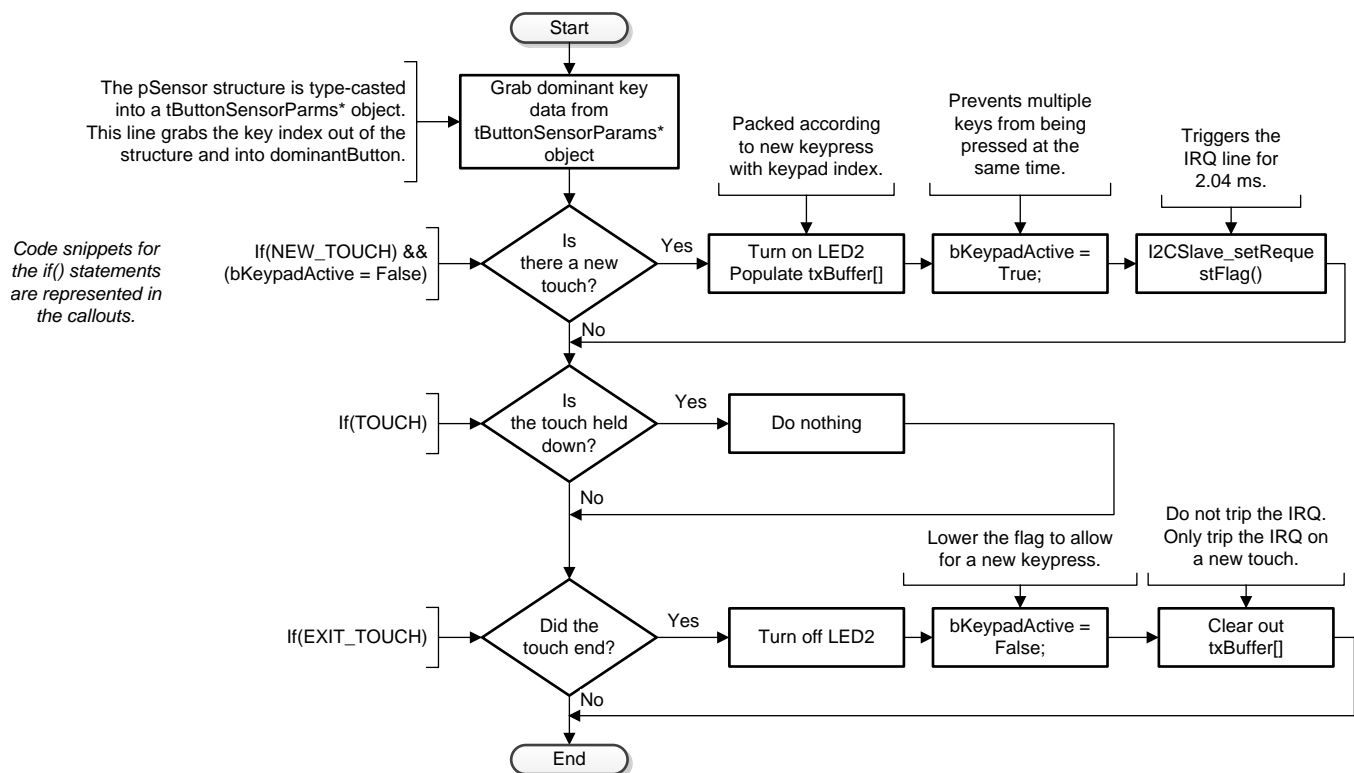 Start
The pSensor structure is type-casted
into a tButtonSensorParms* object.
This line grabs the key index out of the
structure and into dominantButton.
Grab dominant key
data from
tButtonSensorParams*
object
Packed according
to new keypress
with keypad index.
Prevents multiple
keys from being
pressed at the
same time.
Triggers the
IRQ line for
2.04 ms.
Code snippets for
the if() statements
are represented in
the callouts.
If(NEW_TOUCH) &&
(bKeypadActive = False)
Is
there a new
touch?
Yes
Turn on LED2
Populate txBuffer[]
bKeypadActive =
True;
I2CSlave_setReque
stFlag()
No
If(TOUCH)
Is
the touch held
down?
Yes
Do nothing
No
Lower the flag to allow
for a new keypress.
Do not trip the IRQ.
Only trip the IRQ on
a new touch.
If(EXIT_TOUCH)
Did the
touch end?
Yes
Turn off LED2
bKeypadActive =
False;
Clear out
txBuffer[]
No
End